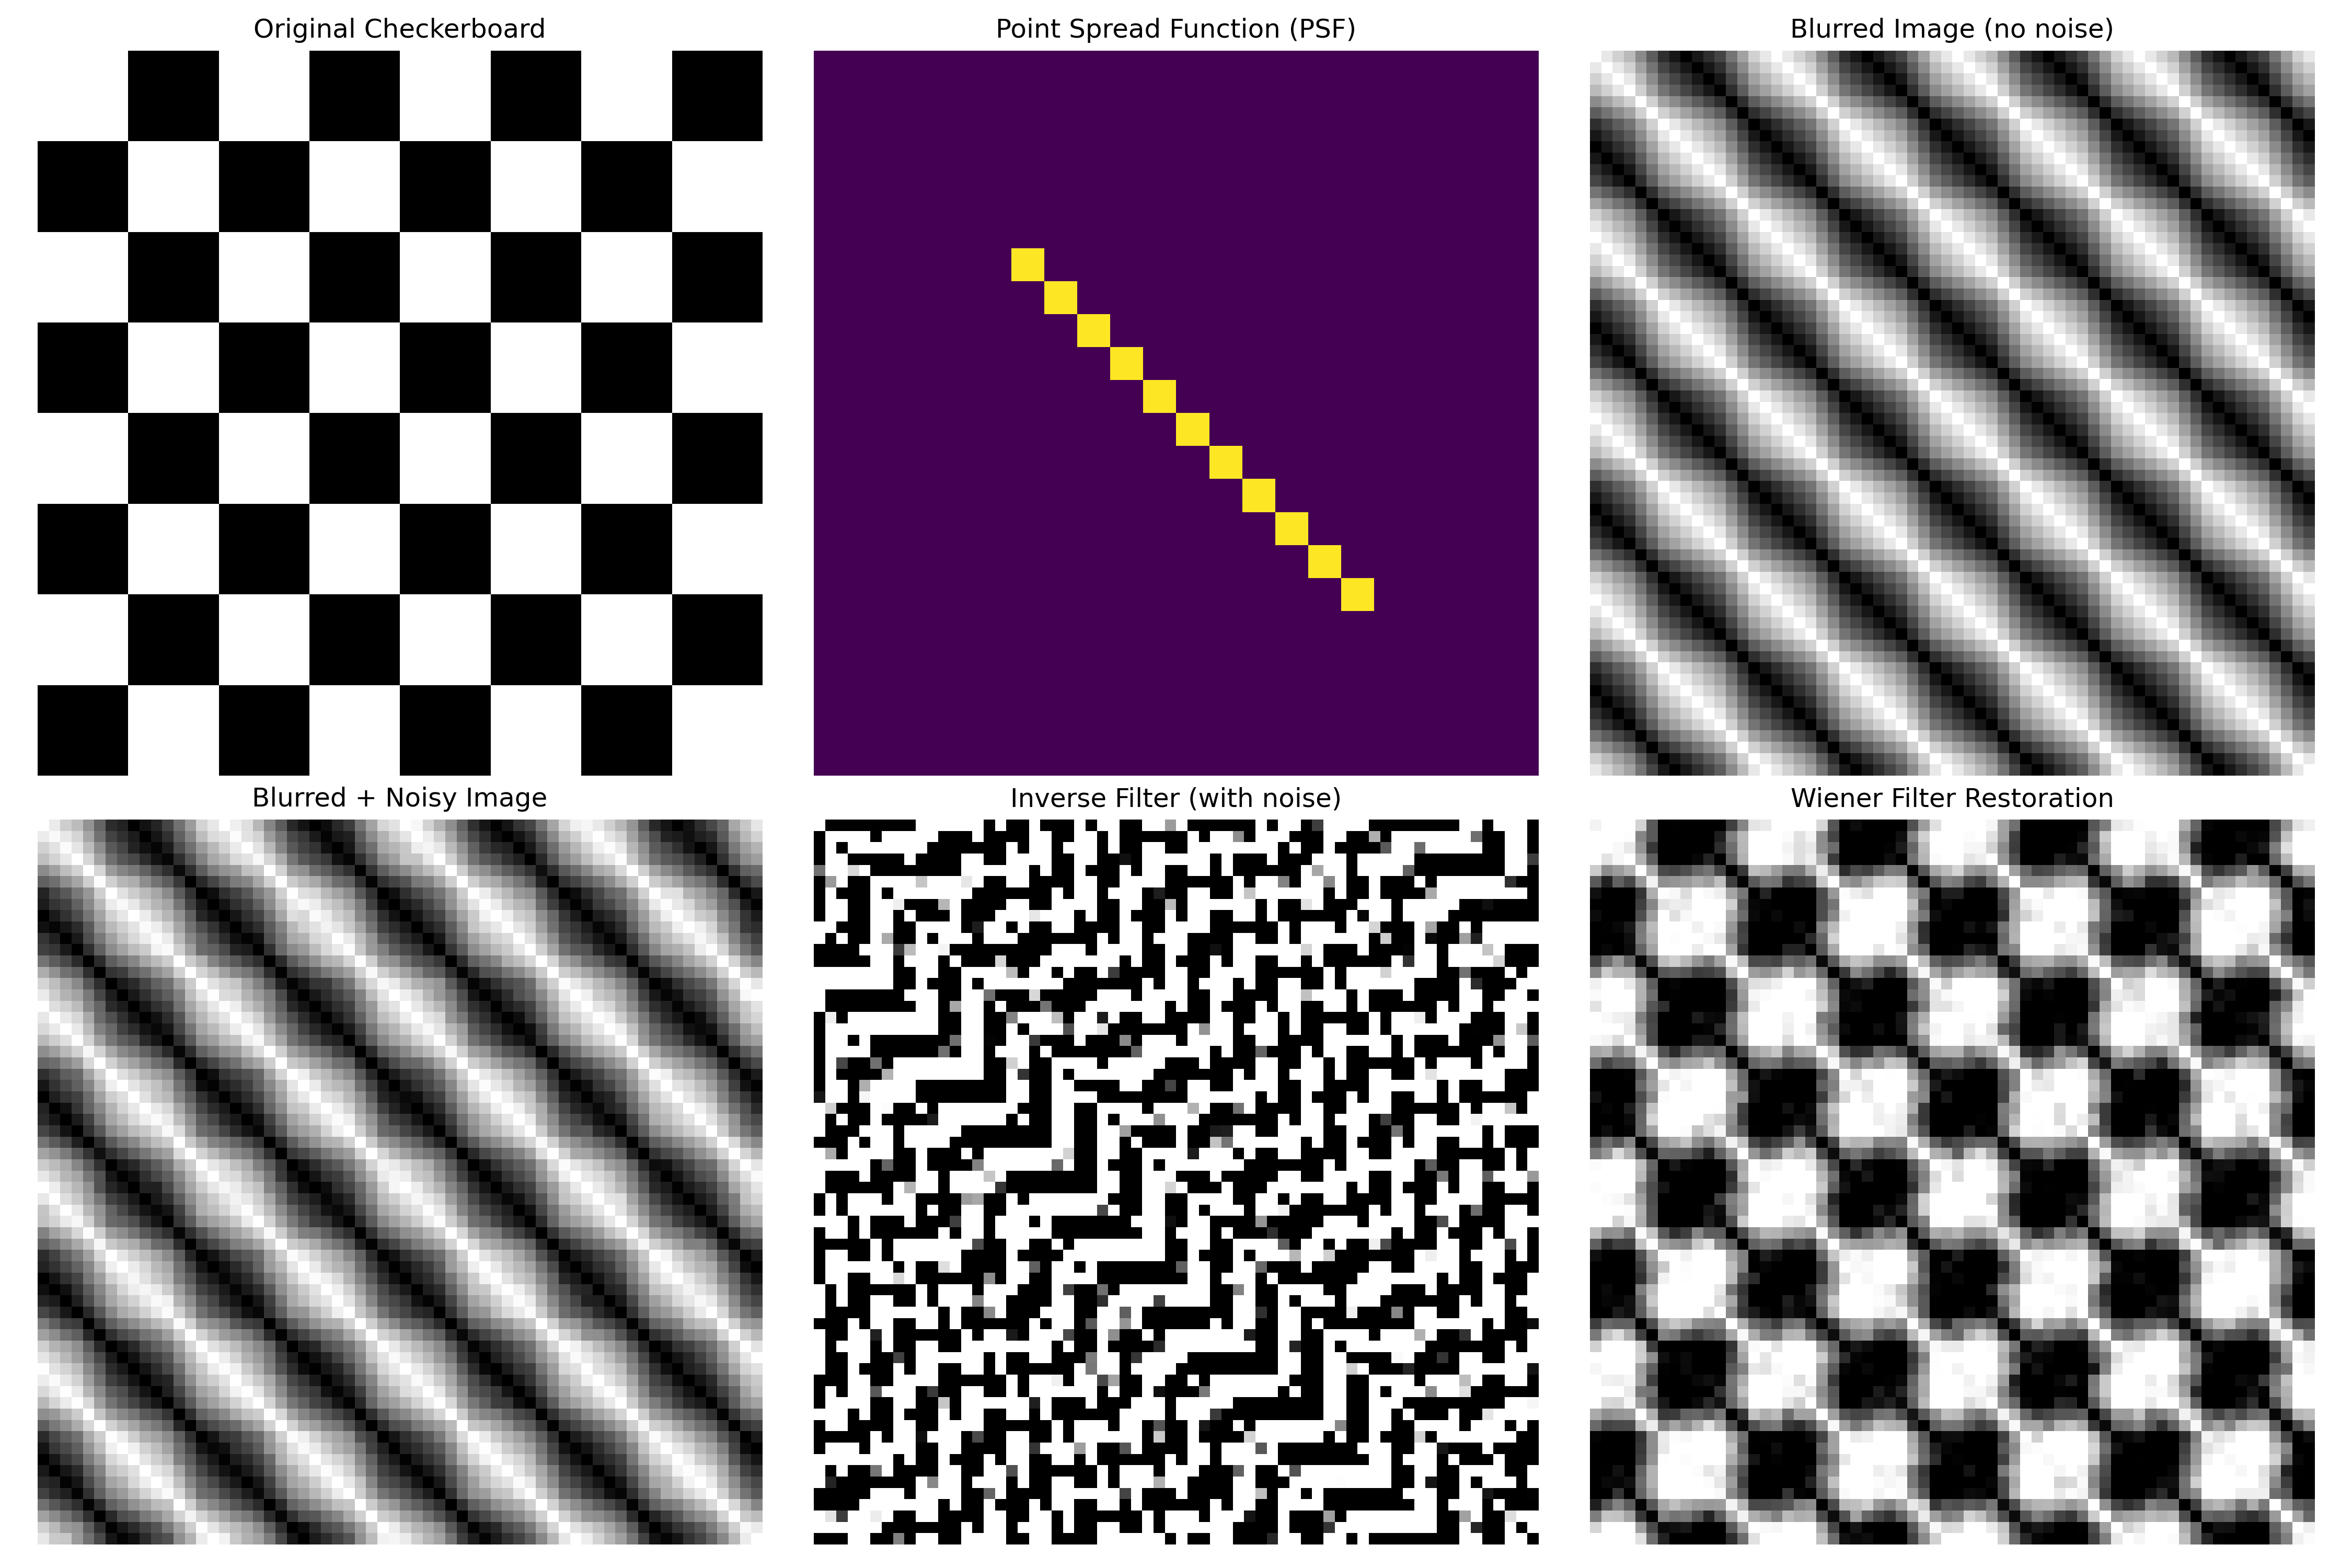 Original Checkerboard
Point Spread Function (PSF)
Blurred Image (no noise)
Blurred + Noisy Image
Inverse Filter (with noise)
Wiener Filter Restoration